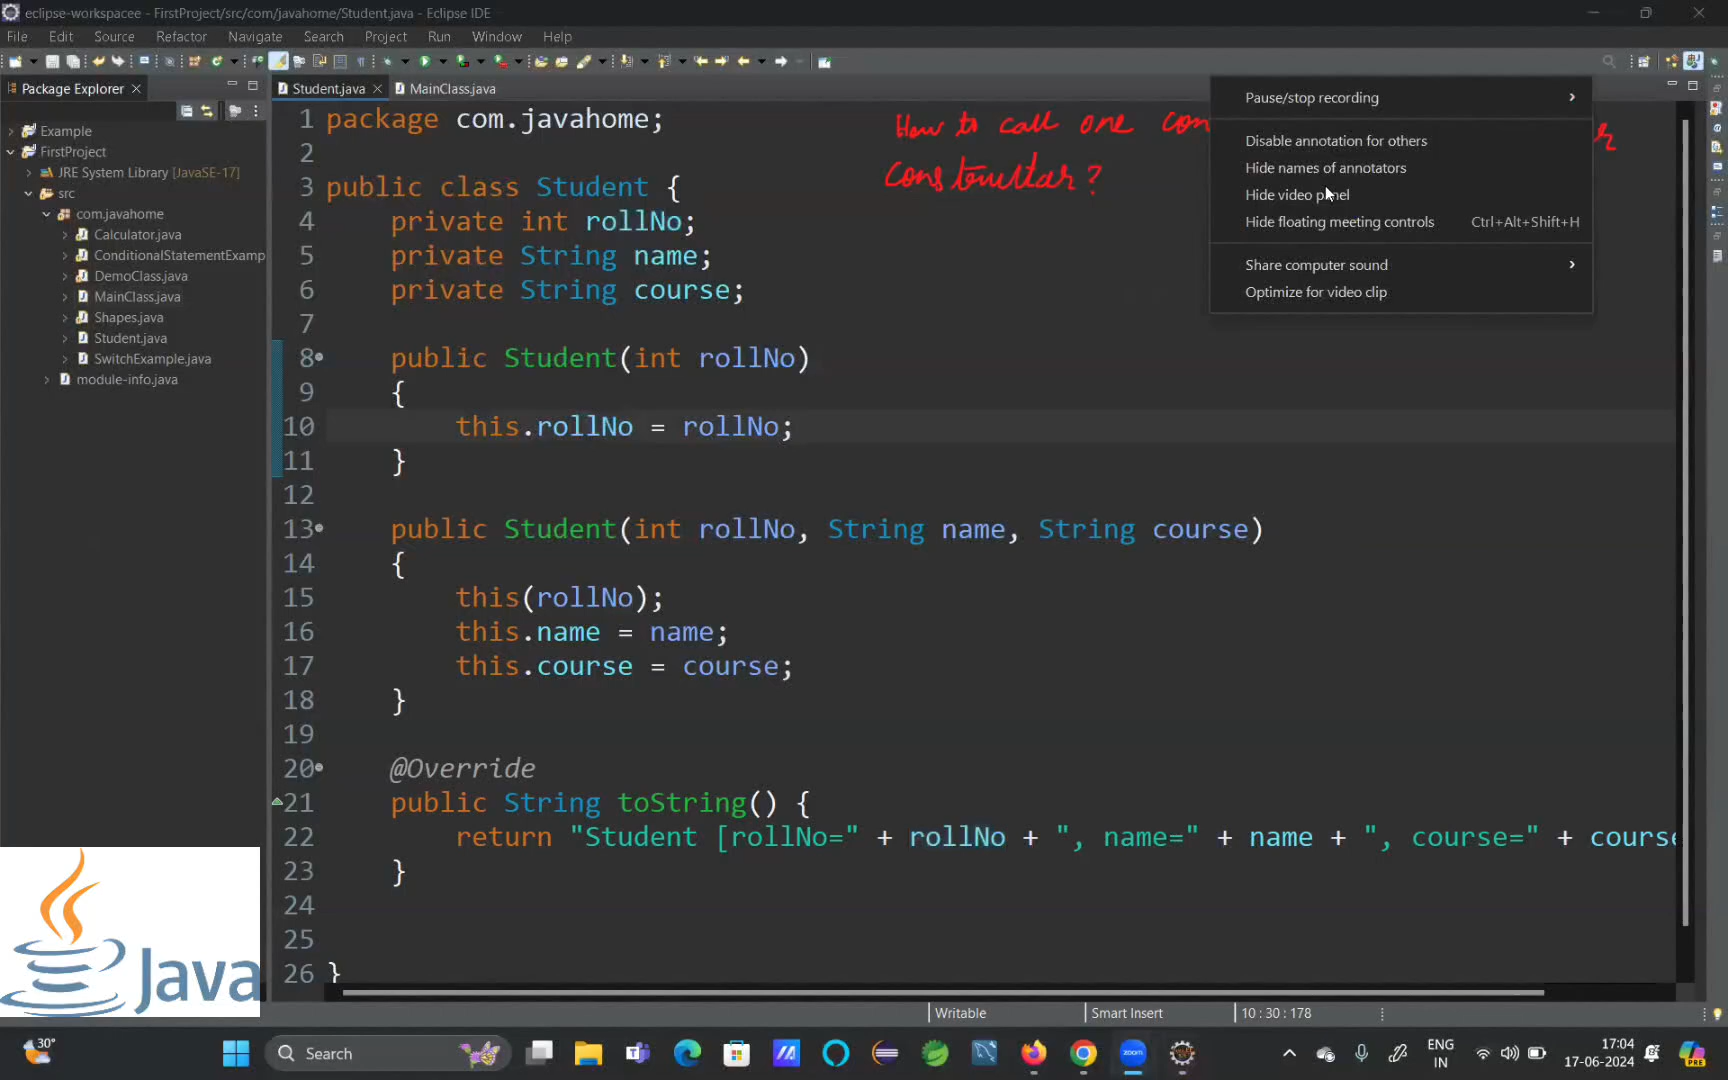 eclipse-workspacee - FirstProject/src/com/javahome/Student.java - Eclipse IDE
File Edit Source Refactor Navigate Search Project Run Window Help
Package Explorer
Student.java
MainClass.java
Example
FirstProject
JRE System Library [JavaSE-17]
src
com.javahome
Calculator.java
ConditionalStatementExamp
DemoClass.java
MainClass.java
Shapes.java
Student.java
SwitchExample.java
module-info.java
1 package com.javahome;
2
3 public class Student {
4 private int rollNo;
5 private String name;
6 private String course;
7
8 public Student(int rollNo)
9 {
10 this.rollNo = rollNo;
11 }
12
13 public Student(int rollNo, String name, String course)
14 {
15 this(rollNo);
16 this.name = name;
17 this.course = course;
18 }
19
20 @Override
21 public String toString() {
22 return "Student [rollNo=" + rollNo + ", name=" + name + ", course=" + course
23 }
24
25
26 }
How to call one con
constructor?
Pause/stop recording
Disable annotation for others
Hide names of annotators
Hide video panel
Hide floating meeting controls Ctrl+Alt+Shift+H
Share computer sound
Optimize for video clip
Java
Writable Smart Insert 10 : 30 : 178
30°
Search
zoom
ENG
IN
17:04
17-06-2024
PRE